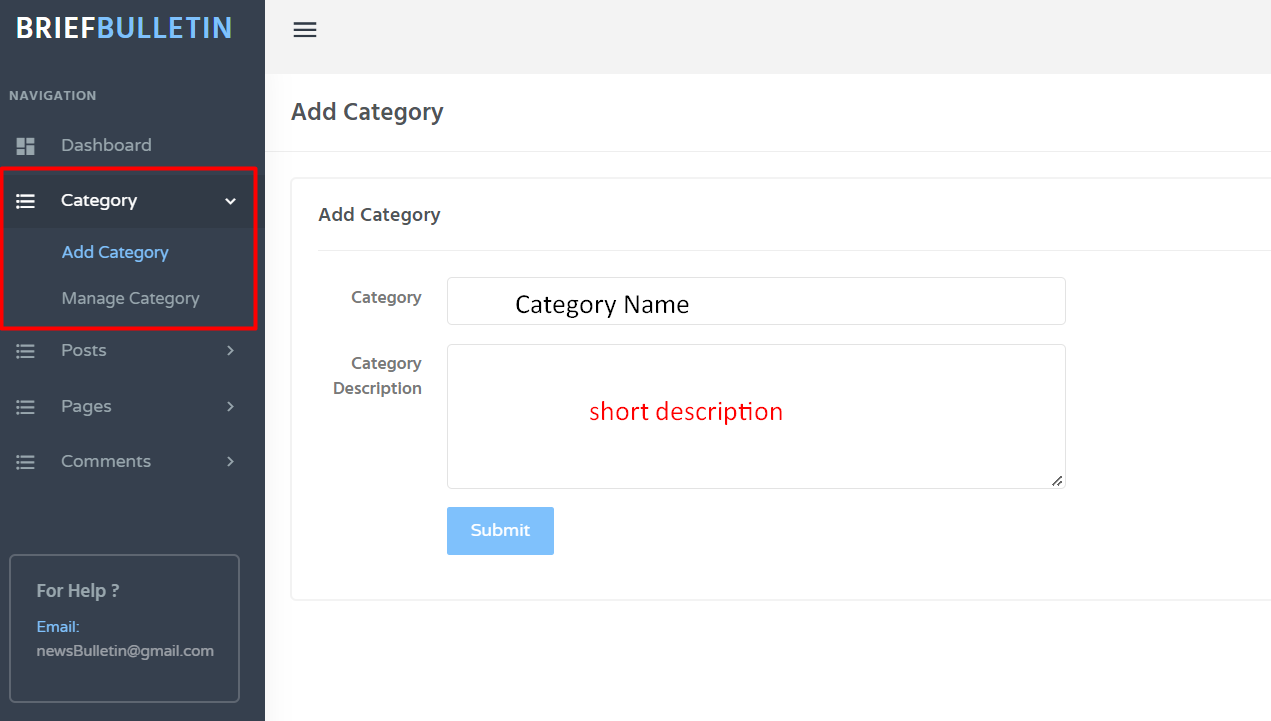 BRIEFBULLETIN
NAVIGATION
Dashboard
Category
Add Category
Manage Category
Posts
Pages
Comments
For Help ?
Email:
newsBulletin@gmail.com
Add Category
Add Category
Category
Category Name
Category
Description
short description
Submit